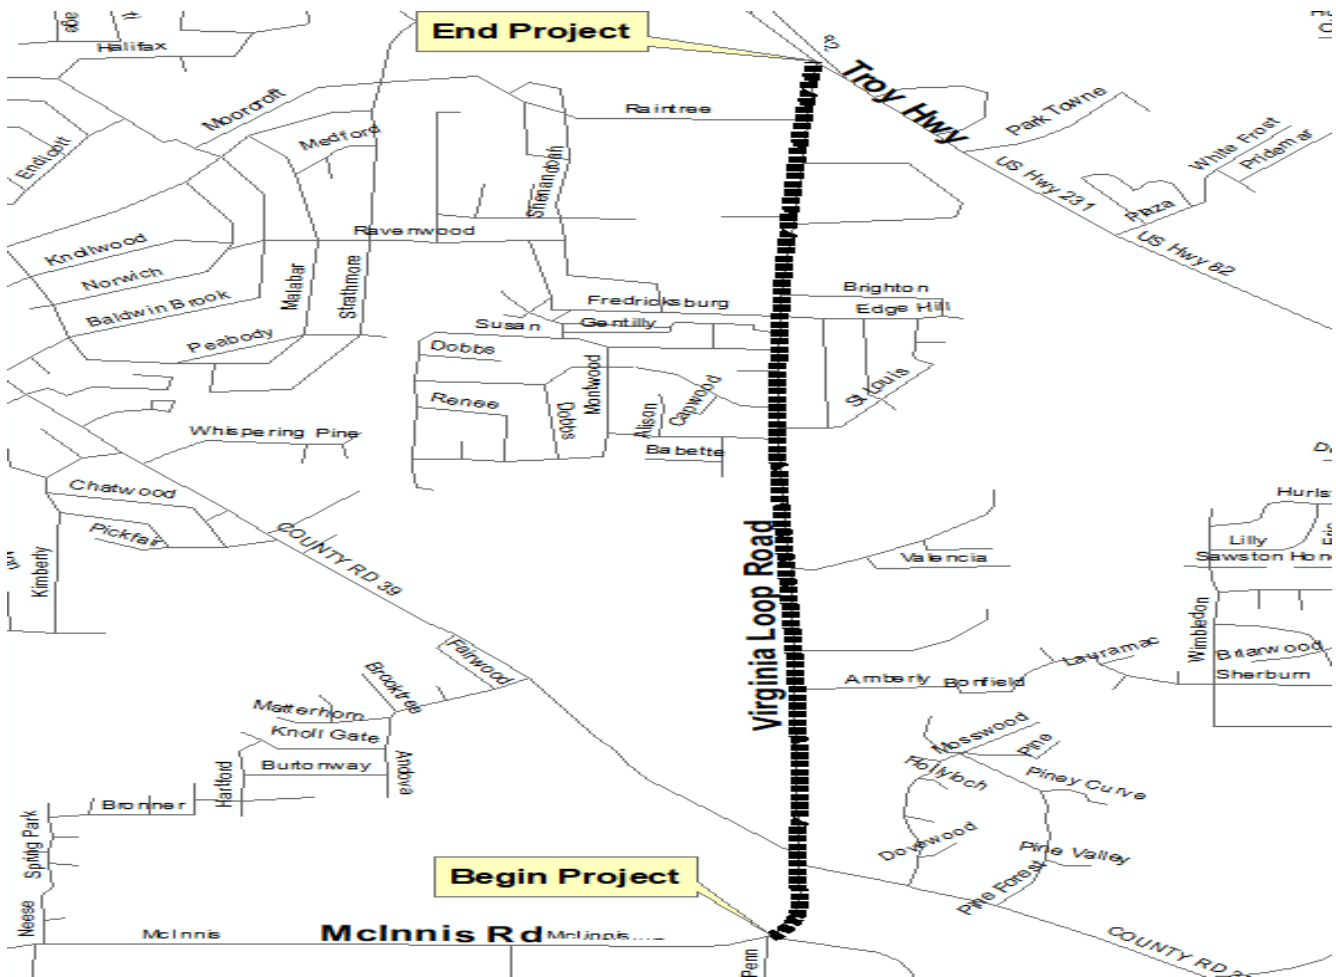 End Project
82
Halifax
Troy Hwy
Moorcroft
Raintree
Park Towne
Medford
White Frost
Pridemar
Endicott
Shenandoah
US Hwy 231
Plaza
Ravenwood
US Hwy 82
Knollwood
Norwich
Malabar
Strathmore
Baldwin Brook
Brighton
Fredricksburg
Edge Hill
Susan
Gentilly
Peabody
Dobbs
Montwood
St Louis
Renee
Dobbs
Alison
Capwood
Whispering Pine
Babette
Chatwood
Pickfair
COUNTY RD 39
Kimberly
Virginia Loop Road
Valencia
Lilly
Sawston
Wimbledon
Fairwood
Lauramac
Briarwood
Brooktree
Amberly
Bonfield
Sherburn
Matterhorn
Knoll Gate
Mosswood
Pine
Burtonway
Hartford
Andova
Hollyloch
Piney Curve
Bronner
Spring Park
Dovewood
Pine Valley
Begin Project
Pine Forest
Neese
McInnis
McInnis Rd
McInnis
Penn
COUNTY RD